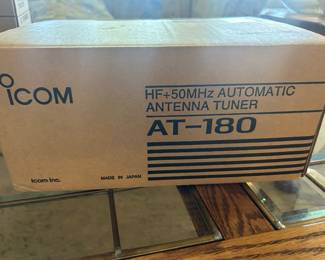 ICOM
HF+50MHz AUTOMATIC
ANTENNA TUNER
AT-180
Icom Inc.
MADE IN JAPAN